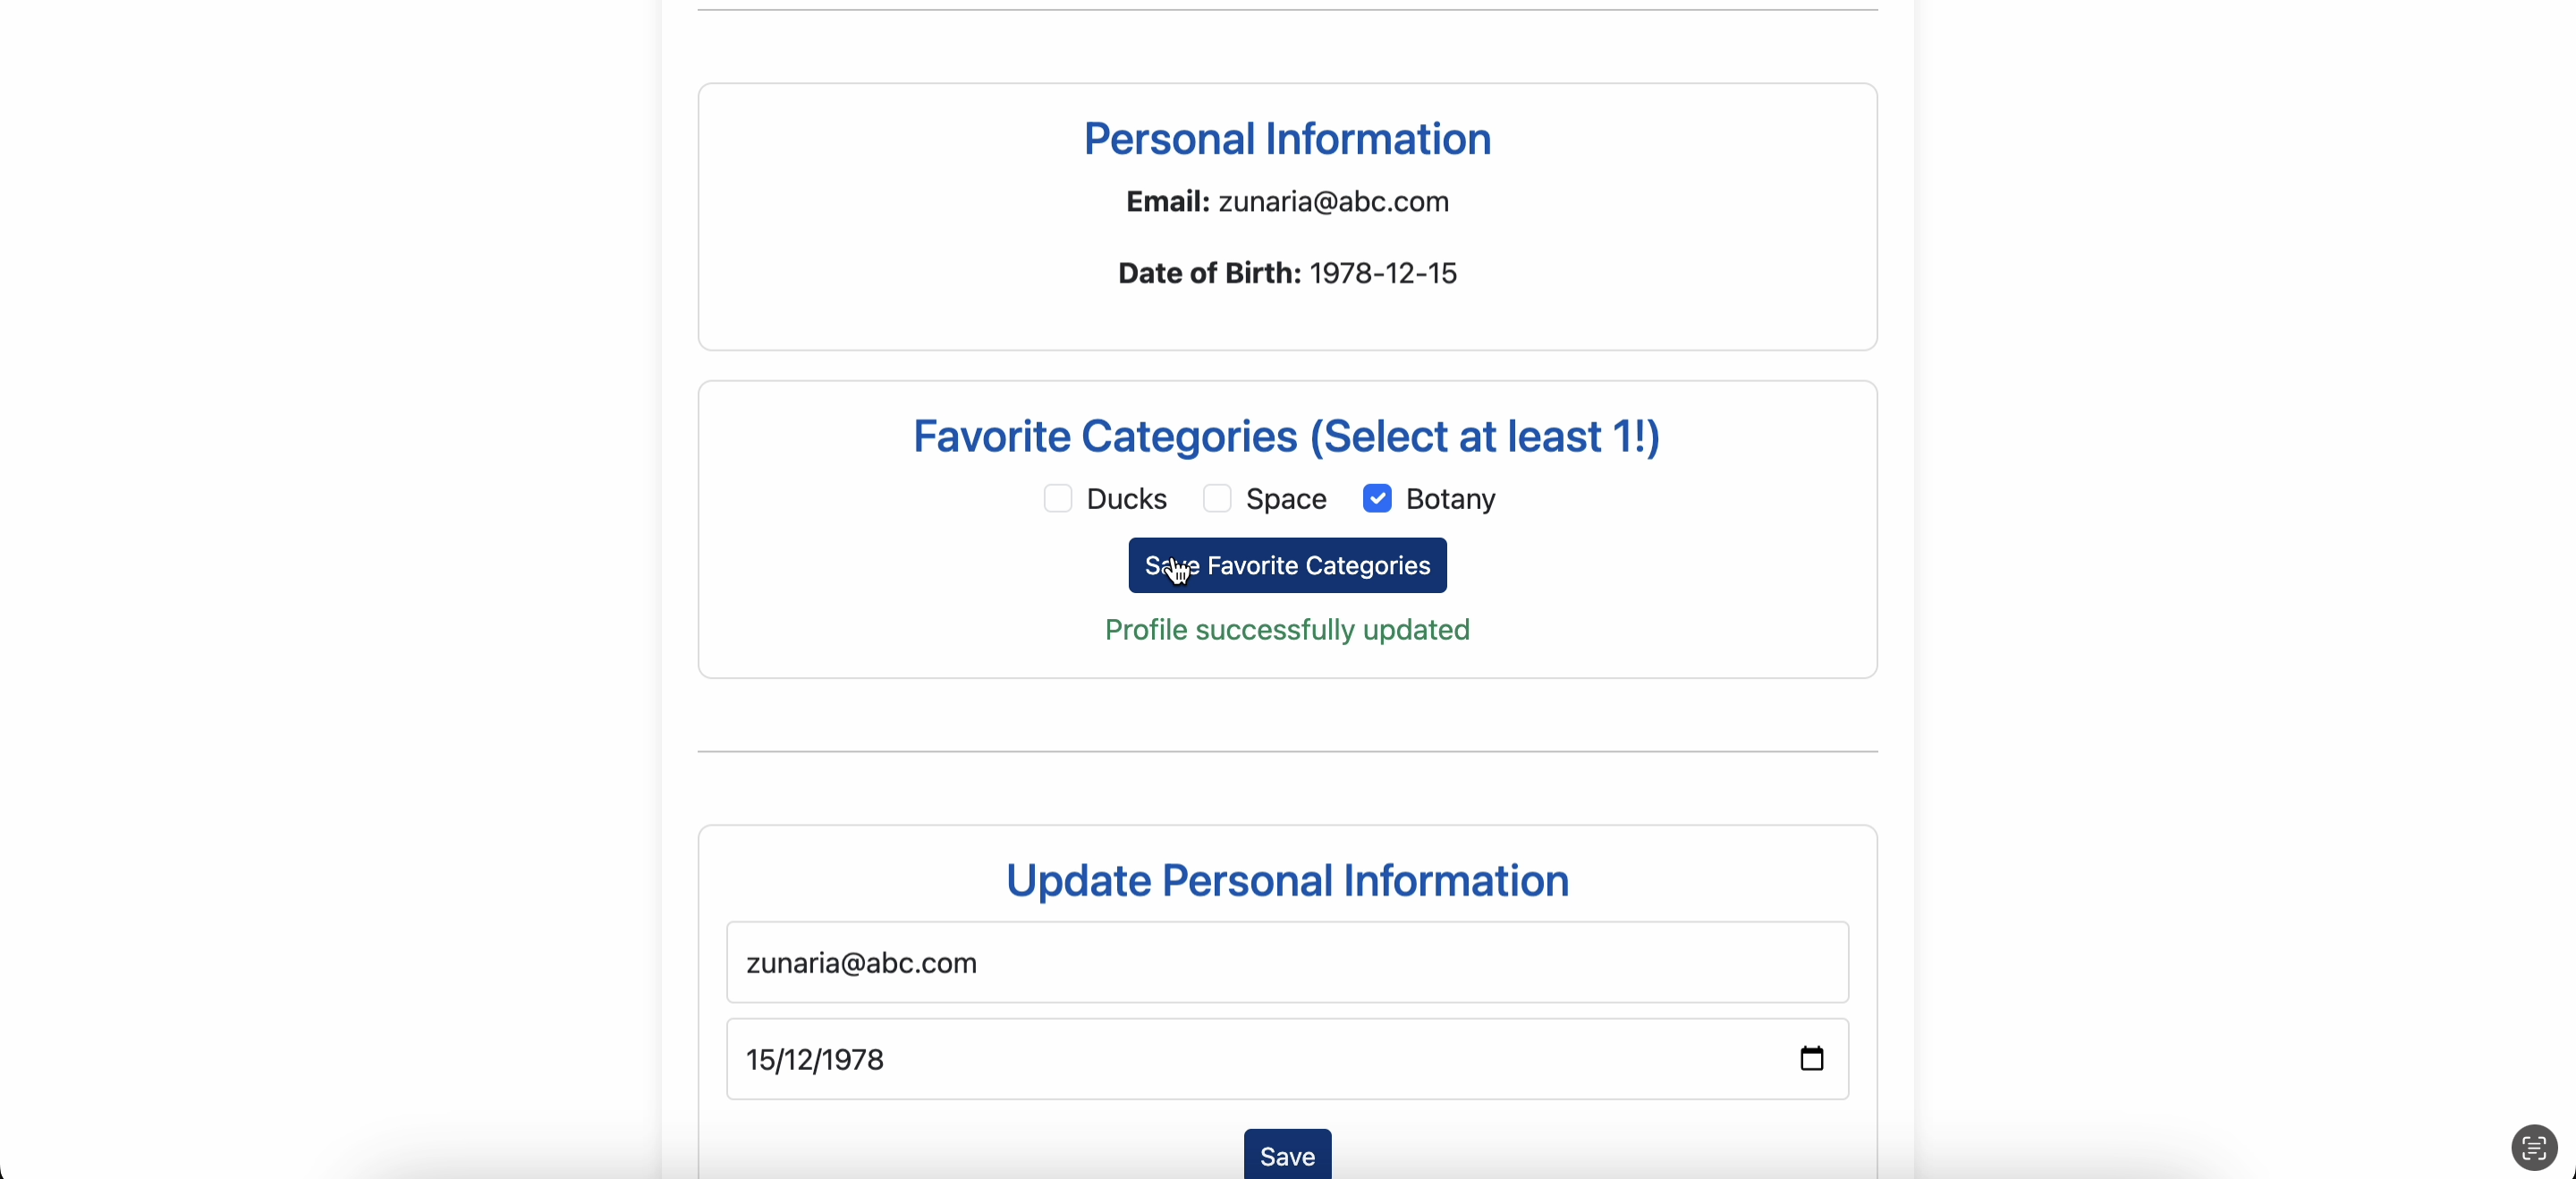 Personal Information
Email: zunaria@abc.com
Date of Birth: 1978-12-15
Favorite Categories (Select at least 1!)
Ducks Space Botany
Save Favorite Categories
Profile successfully updated
Update Personal Information
zunaria@abc.com
15/12/1978
Save